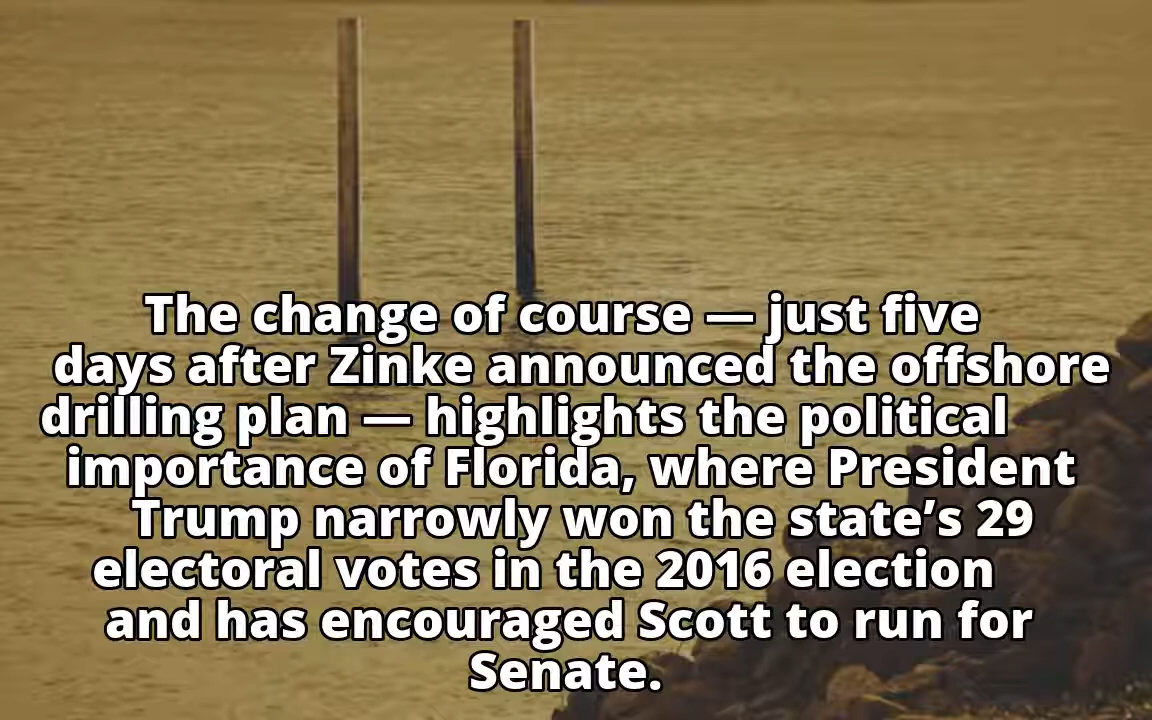 The change of course — just five
days after Zinke announced the offshore
drilling plan — highlights the political
importance of Florida, where President
Trump narrowly won the state’s 29
electoral votes in the 2016 election
and has encouraged Scott to run for
Senate.